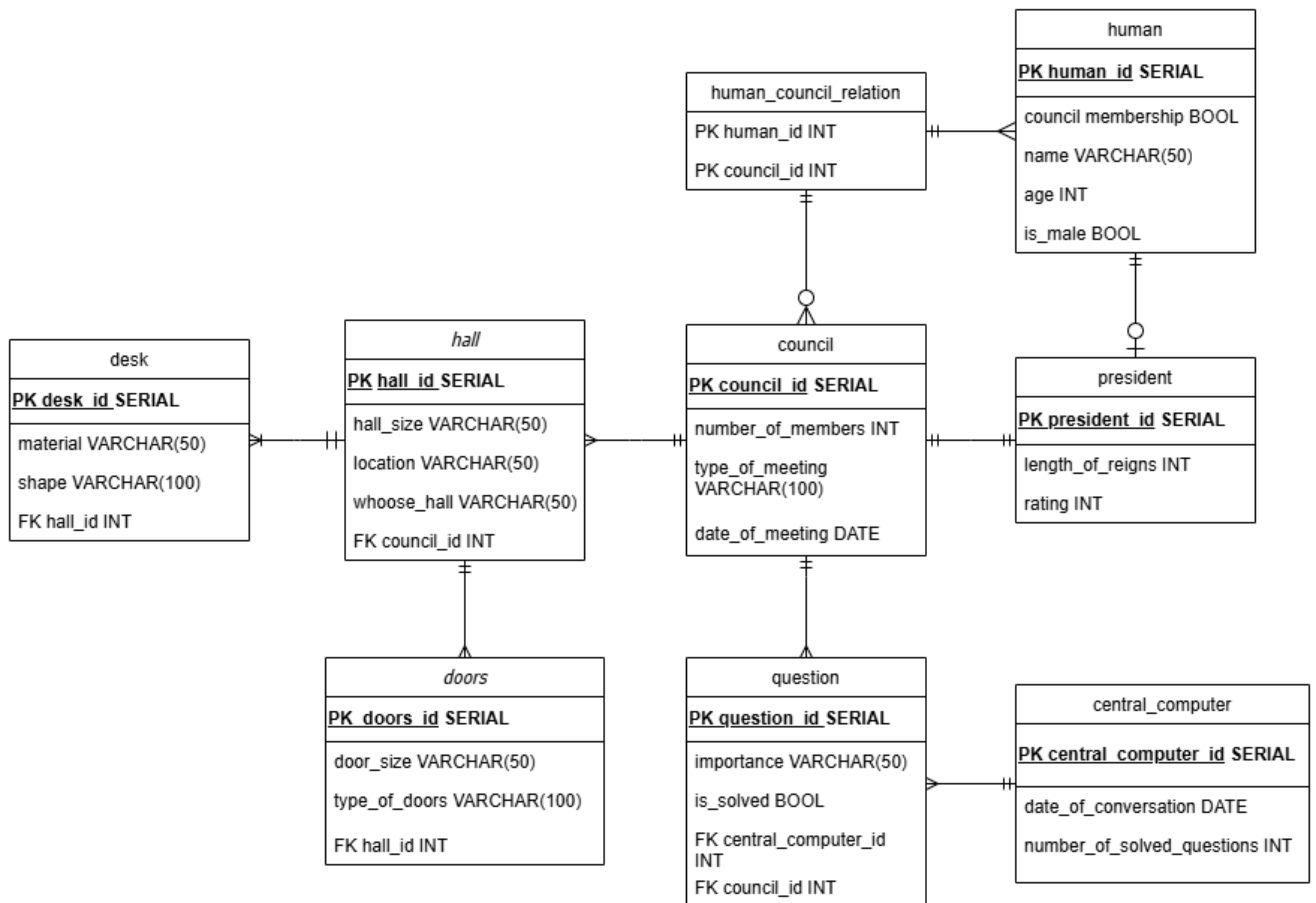 human
PK human_id SERIAL
council membership BOOL
name VARCHAR(50)
age INT
is_male BOOL
human_council_relation
PK human_id INT
PK council_id INT
desk
PK desk_id SERIAL
material VARCHAR(50)
shape VARCHAR(100)
FK hall_id INT
hall
PK hall_id SERIAL
hall_size VARCHAR(50)
location VARCHAR(50)
whoose_hall VARCHAR(50)
FK council_id INT
council
PK council_id SERIAL
number_of_members INT
type_of_meeting
VARCHAR(100)
date_of_meeting DATE
president
PK president_id SERIAL
length_of_reigns INT
rating INT
doors
PK doors_id SERIAL
door_size VARCHAR(50)
type_of_doors VARCHAR(100)
FK hall_id INT
question
PK question_id SERIAL
importance VARCHAR(50)
is_solved BOOL
FK central_computer_id
INT
FK council_id INT
central_computer
PK central_computer_id SERIAL
date_of_conversation DATE
number_of_solved_questions INT